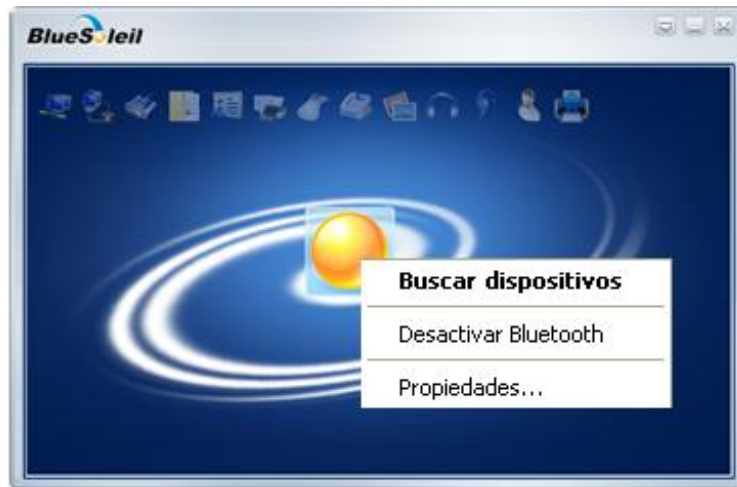 BlueSoleil
Buscar dispositivos
Desactivar Bluetooth
Propiedades...